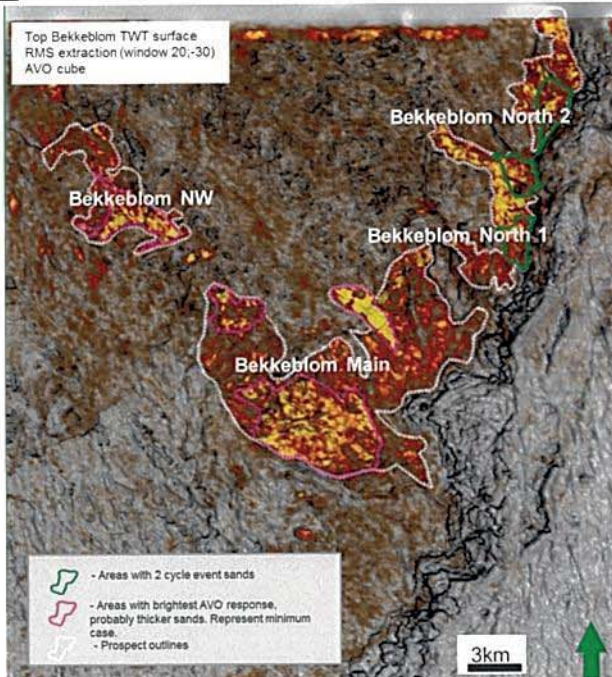 Top Bekkeblom TWT surface
RMS extraction (window 20;-30)
AVO cube
Bekkeblom North 2
Bekkeblom NW
Bekkeblom North 1
Bekkeblom Main
- Areas with 2 cycle event sands
- Areas with brightest AVO response,
probably thicker sands. Represent minimum
case.
- Prospect outlines
3km